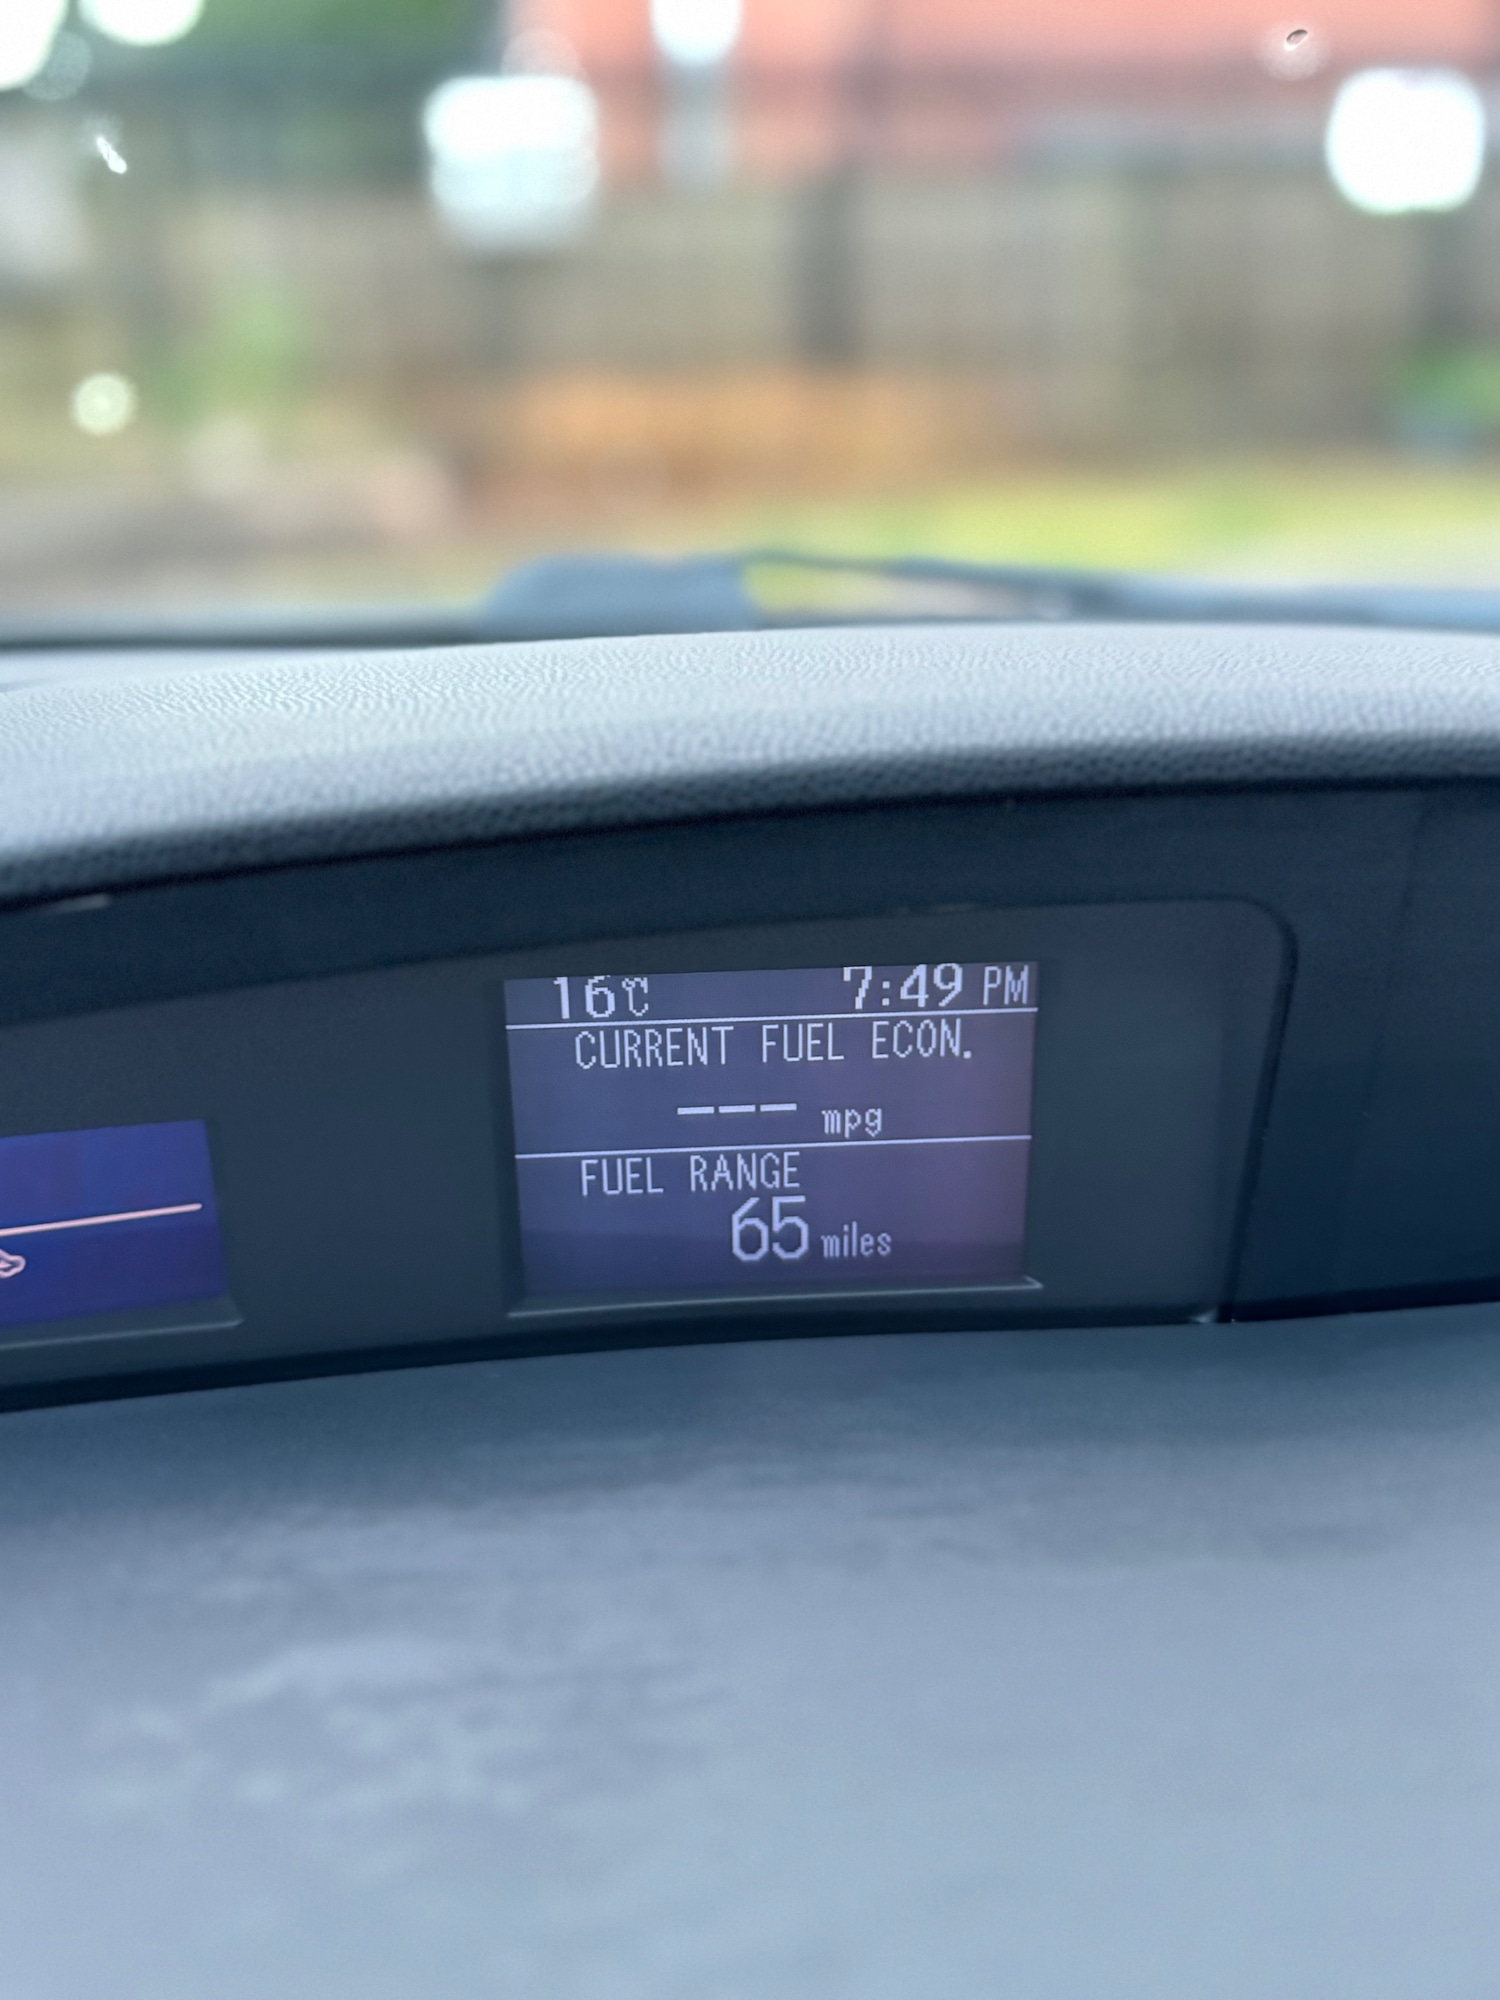 16℃ 7:49 PM
CURRENT FUEL ECON.
--- mpg
FUEL RANGE
65 miles